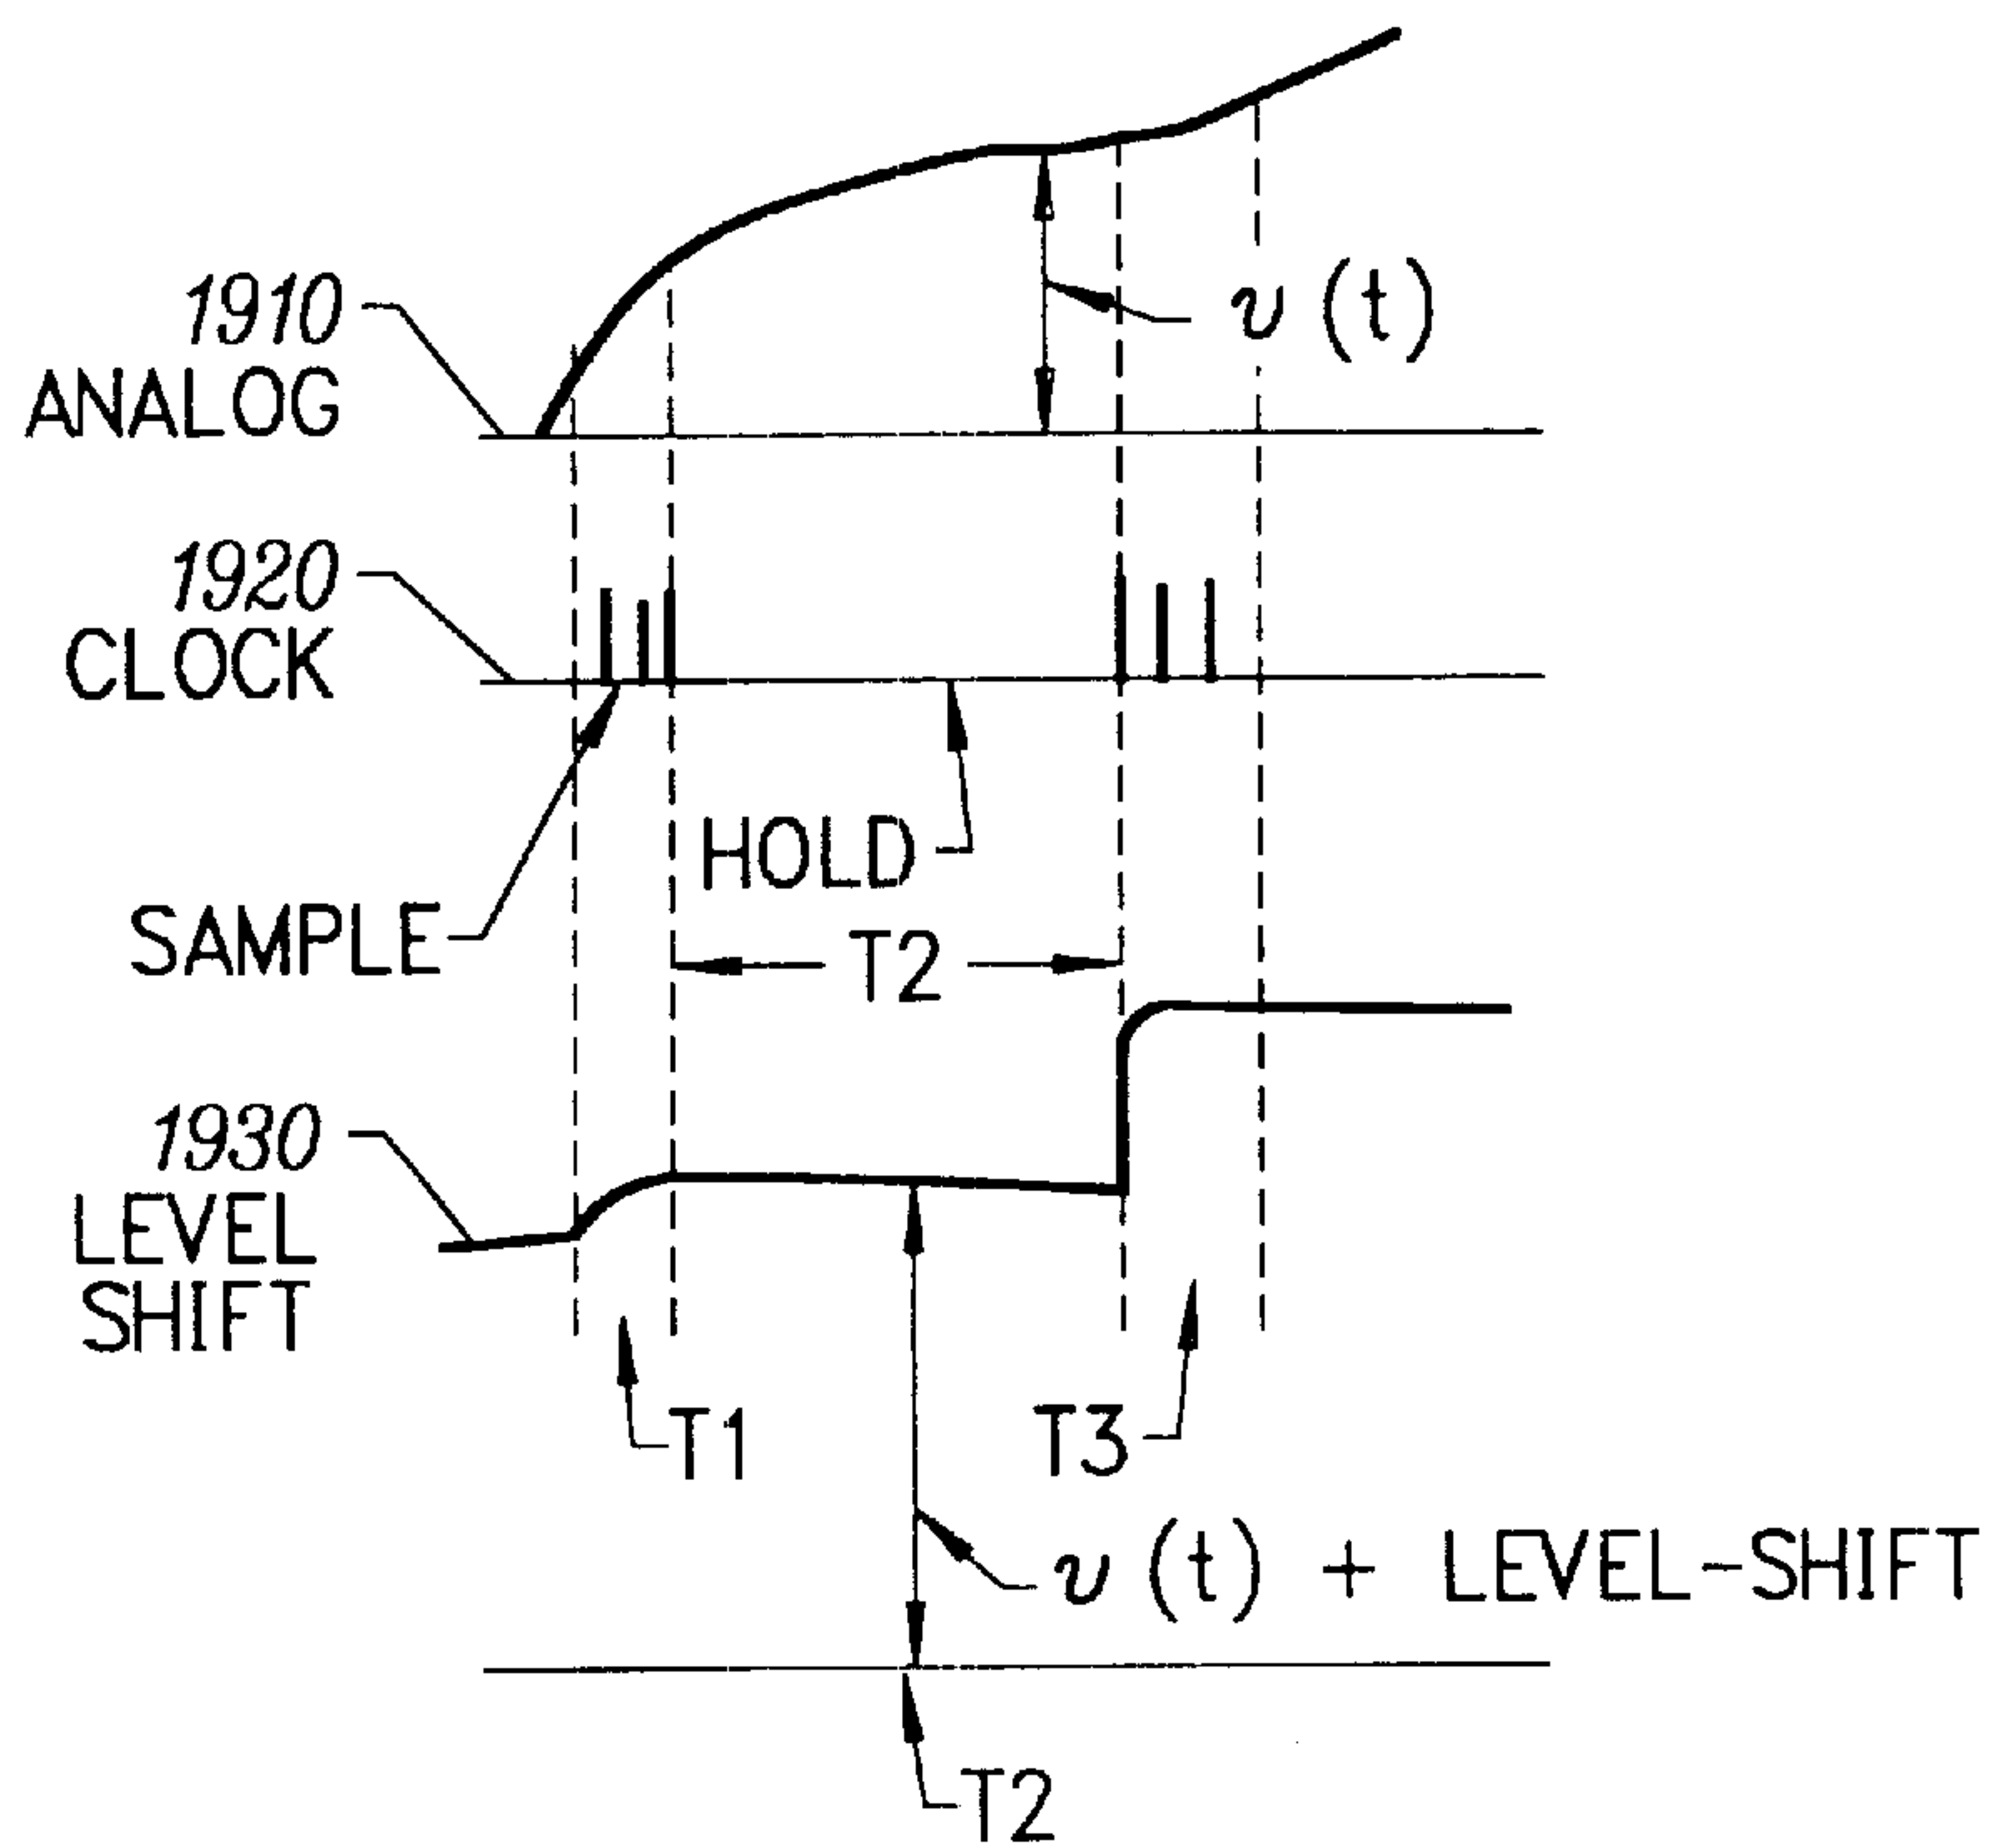 1910
ANALOG
v (t)
1920
CLOCK
HOLD
SAMPLE
T2
1930
LEVEL
SHIFT
T1
T3
v (t) + LEVEL-SHIFT
T2